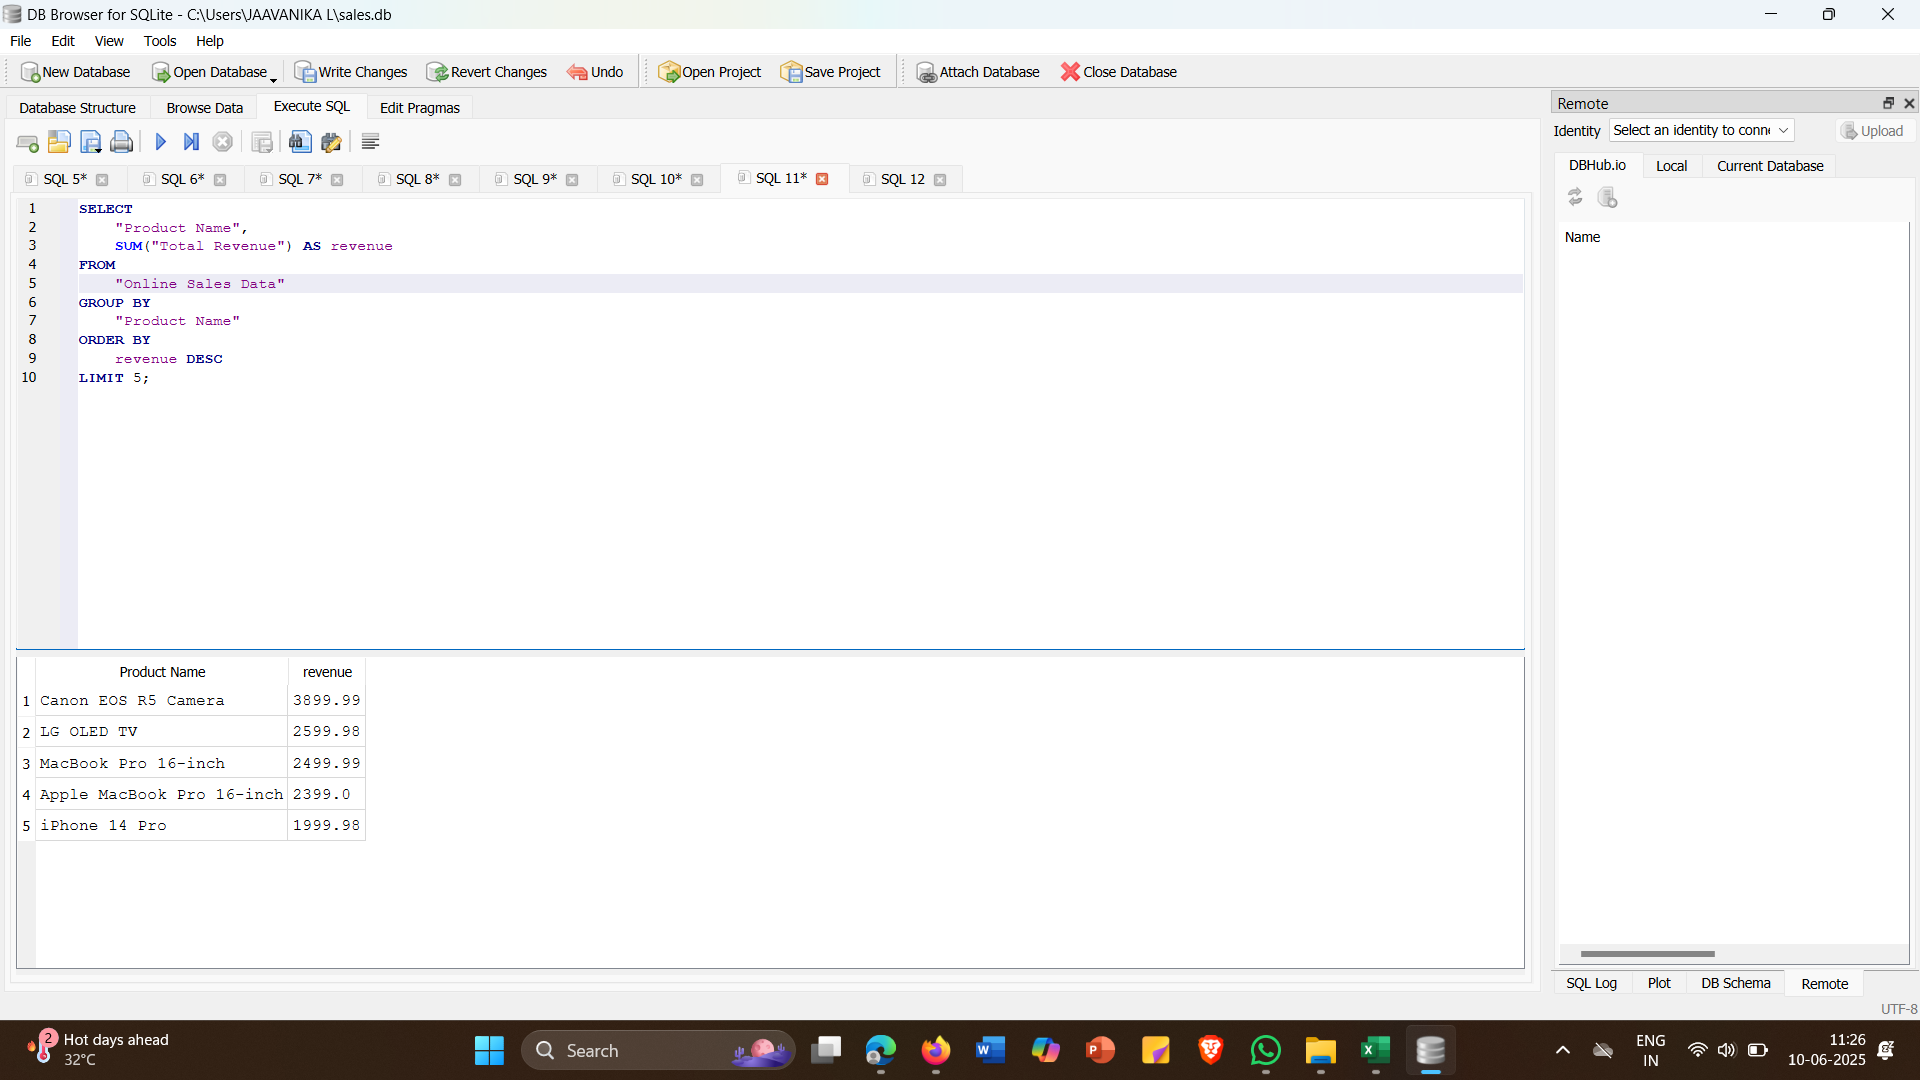 DB Browser for SQLite - C:\Users\JAAVANIKA L\sales.db
File Edit View Tools Help
New Database Open Database Write Changes Revert Changes Undo Open Project Save Project Attach Database Close Database
Database Structure Browse Data Execute SQL Edit Pragmas
SQL 5* SQL 6* SQL 7* SQL 8* SQL 9* SQL 10* SQL 11* SQL 12
1 SELECT
2 "Product Name",
3 SUM("Total Revenue") AS revenue
4 FROM
5 "Online Sales Data"
6 GROUP BY
7 "Product Name"
8 ORDER BY
9 revenue DESC
10 LIMIT 5;
Product Name revenue
1 Canon EOS R5 Camera 3899.99
2 LG OLED TV 2599.98
3 MacBook Pro 16-inch 2499.99
4 Apple MacBook Pro 16-inch 2399.0
5 iPhone 14 Pro 1999.98
Remote
Identity Select an identity to conne Upload
DBHub.io Local Current Database
Name
SQL Log Plot DB Schema Remote
UTF-8
2 Hot days ahead
32°C
Search
ENG
IN
11:26
10-06-2025